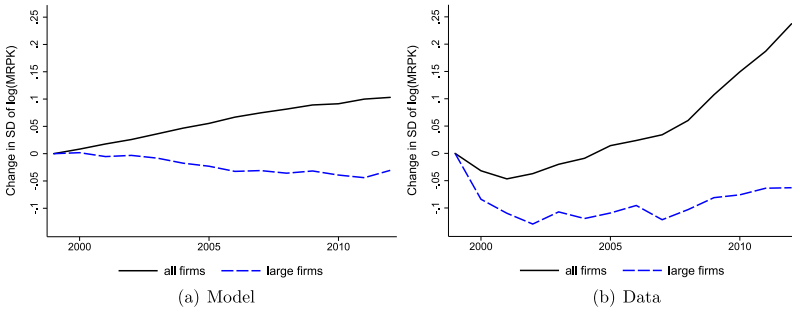 Change in SD of log(MRPK)
.25
.2
.15
.1
.05
0
-.05
-.1
2000 2005 2010
all firms large firms
(a) Model
Change in SD of log(MRPK)
.25
.2
.15
.1
.05
0
-.05
-.1
2000 2005 2010
all firms large firms
(b) Data